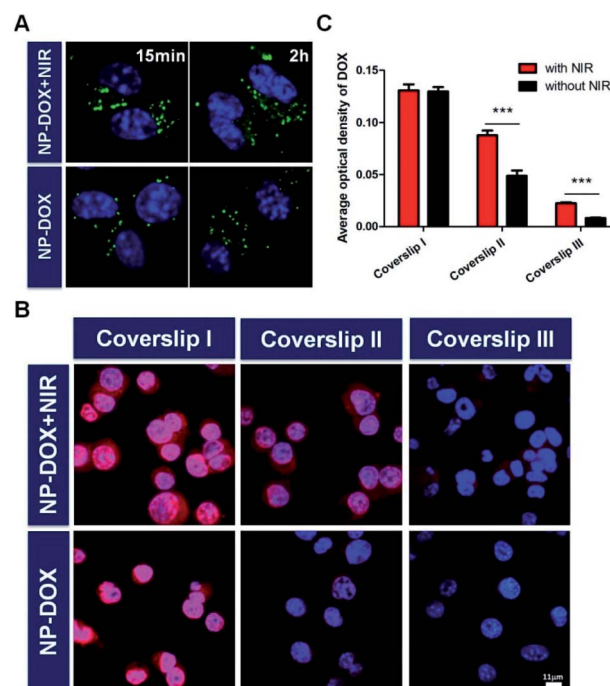 A
15min
2h
NP-DOX+NIR
NP-DOX
C
Average optical density of DOX
0.15
0.10
0.05
0.00
with NIR
without NIR
***
***
Coverslip I
Coverslip II
Coverslip III
B
Coverslip I
Coverslip II
Coverslip III
NP-DOX+NIR
NP-DOX
11μm